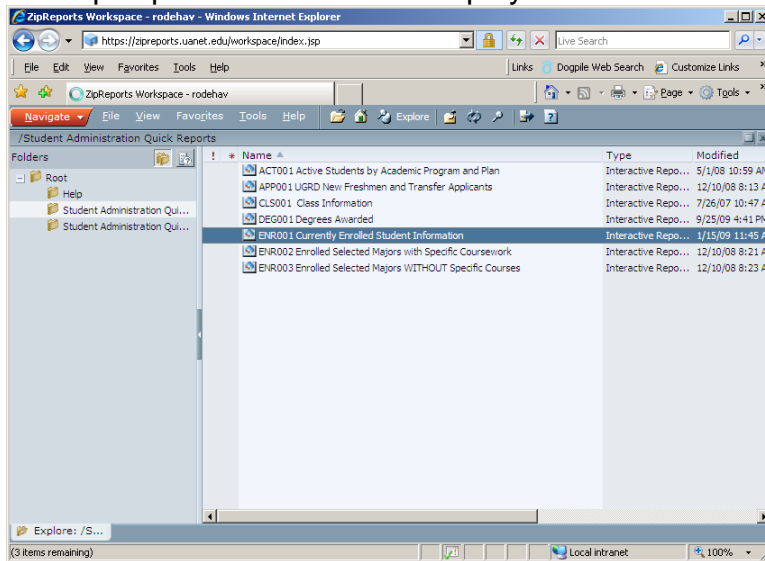 ZipReports Workspace - rodehav - Windows Internet Explorer
https://zipreports.uanet.edu/workspace/index.jsp Live Search
File Edit View Favorites Tools Help Links Dogpile Web Search Customize Links »
ZipReports Workspace - rodehav Page Tools »
Navigate File View Favorites Tools Help Explore
/Student Administration Quick Reports
Folders ! * Name Type Modified
Root
Help
Student Administration Qui...
Student Administration Qui...
ACT001 Active Students by Academic Program and Plan Interactive Repo... 5/1/08 10:59 AM
APP001 UGRD New Freshmen and Transfer Applicants Interactive Repo... 12/10/08 8:13 A
CLS001 Class Information Interactive Repo... 7/26/07 10:47 A
DEG001 Degrees Awarded Interactive Repo... 9/25/09 4:41 PM
ENR001 Currently Enrolled Student Information Interactive Repo... 1/15/09 11:45 A
ENR002 Enrolled Selected Majors with Specific Coursework Interactive Repo... 12/10/08 8:21 A
ENR003 Enrolled Selected Majors WITHOUT Specific Courses Interactive Repo... 12/10/08 8:23 A
Explore: /S...
(3 items remaining) Local intranet 100%